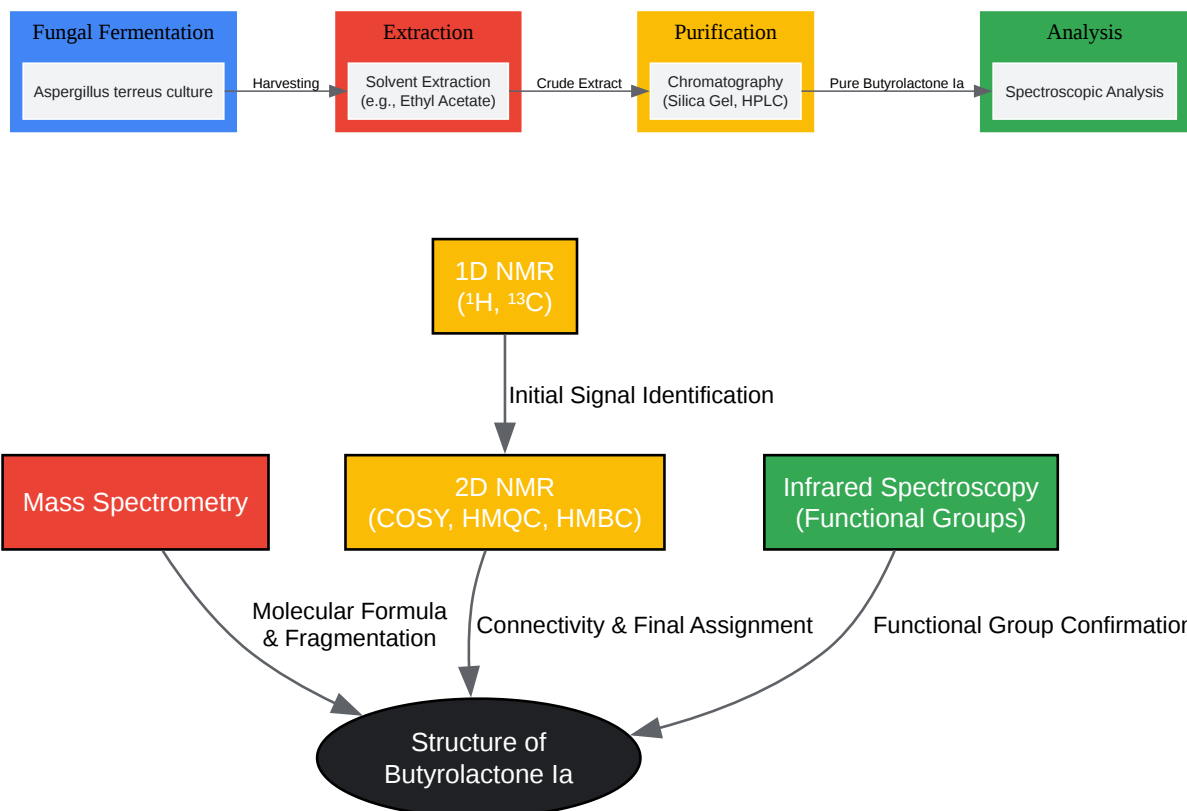 Fungal Fermentation
Extraction
Purification
Analysis
Aspergillus terreus culture
Harvesting
Solvent Extraction
(e.g., Ethyl Acetate)
Crude Extract
Chromatography
(Silica Gel, HPLC)
Pure Butyrolactone Ia
Spectroscopic Analysis
1D NMR
(¹H, ¹³C)
Initial Signal Identification
Mass Spectrometry
2D NMR
(COSY, HMQC, HMBC)
Infrared Spectroscopy
(Functional Groups)
Molecular Formula
& Fragmentation
Connectivity & Final Assignment
Functional Group Confirmation
Structure of
Butyrolactone Ia